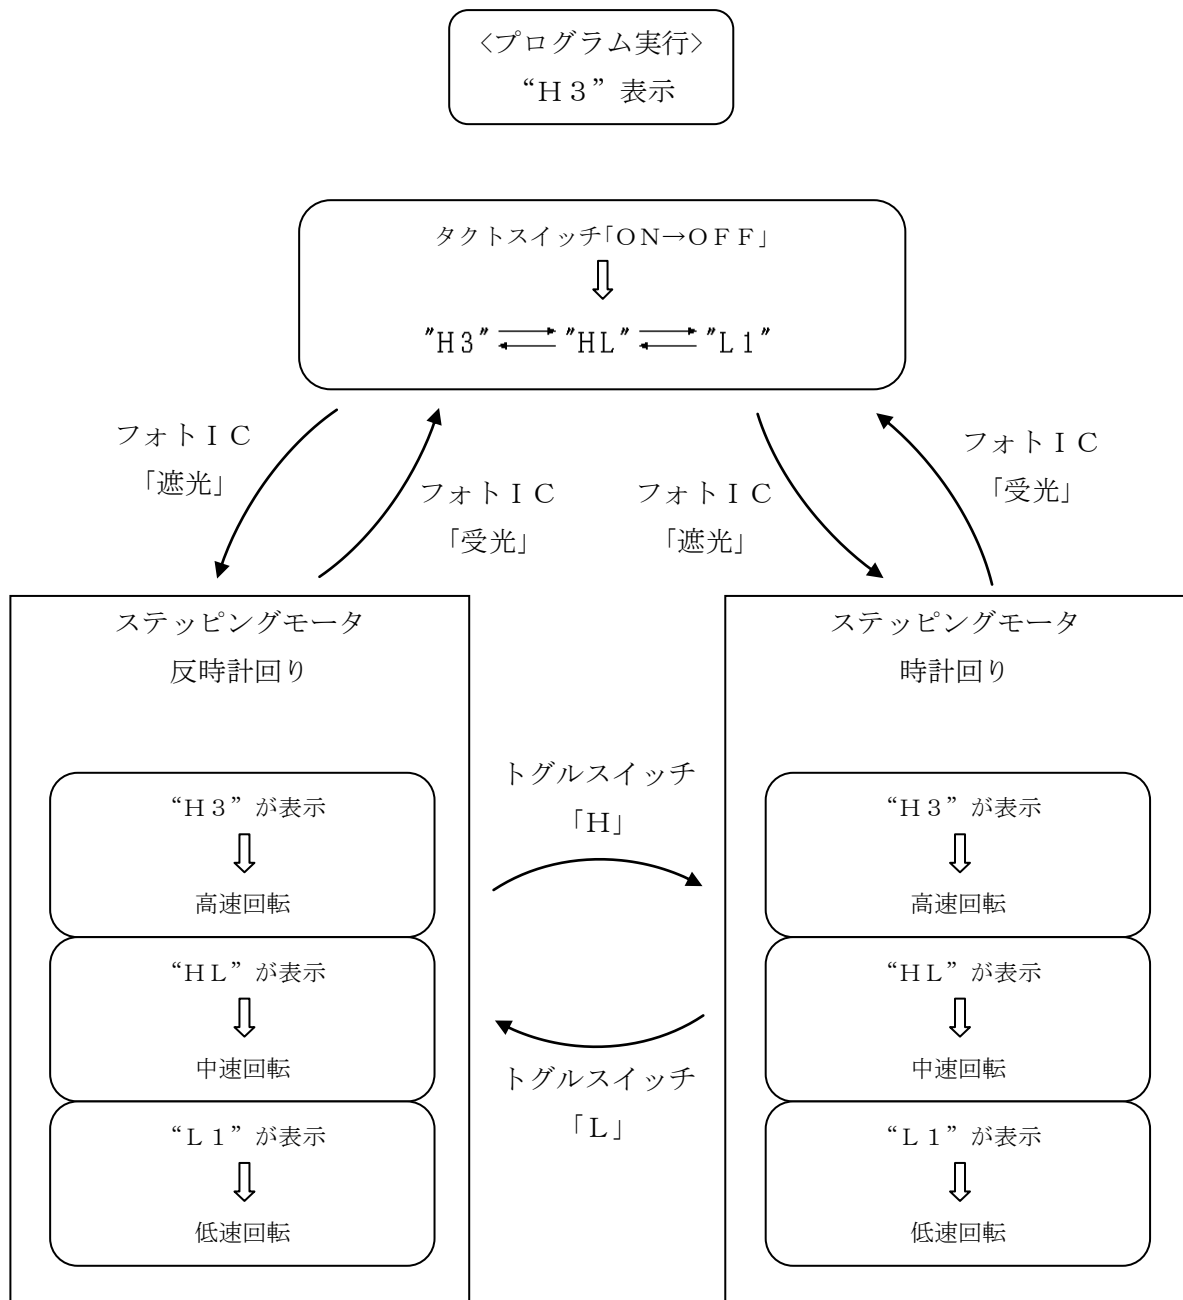 <プログラム実行>
“Ｈ３”表示
タクトスイッチ「ＯＮ→ＯＦＦ」
"H3" "HL" "L1"
フォトＩＣ
「遮光」
フォトＩＣ
「受光」
フォトＩＣ
「遮光」
フォトＩＣ
「受光」
ステッピングモータ
反時計回り
“Ｈ３”が表示
高速回転
“ＨＬ”が表示
中速回転
“Ｌ１”が表示
低速回転
トグルスイッチ
「Ｈ」
トグルスイッチ
「Ｌ」
ステッピングモータ
時計回り
“Ｈ３”が表示
高速回転
“ＨＬ”が表示
中速回転
“Ｌ１”が表示
低速回転